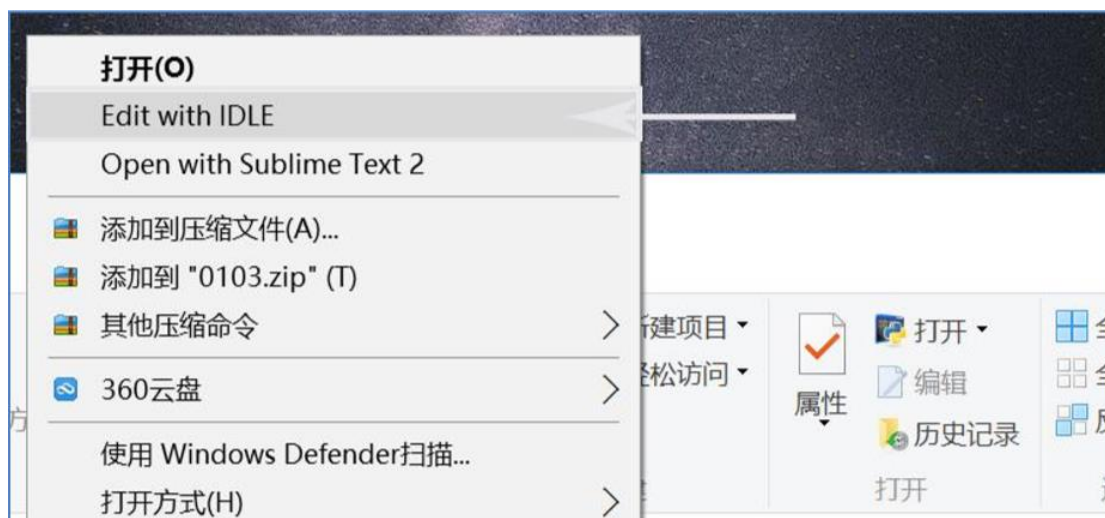 打开(O)
Edit with IDLE
Open with Sublime Text 2
添加到压缩文件(A)...
添加到 "0103.zip" (T)
其他压缩命令
360云盘
使用 Windows Defender扫描...
打开方式(H)
建项目
松访问
属性
打开
编辑
历史记录
打开